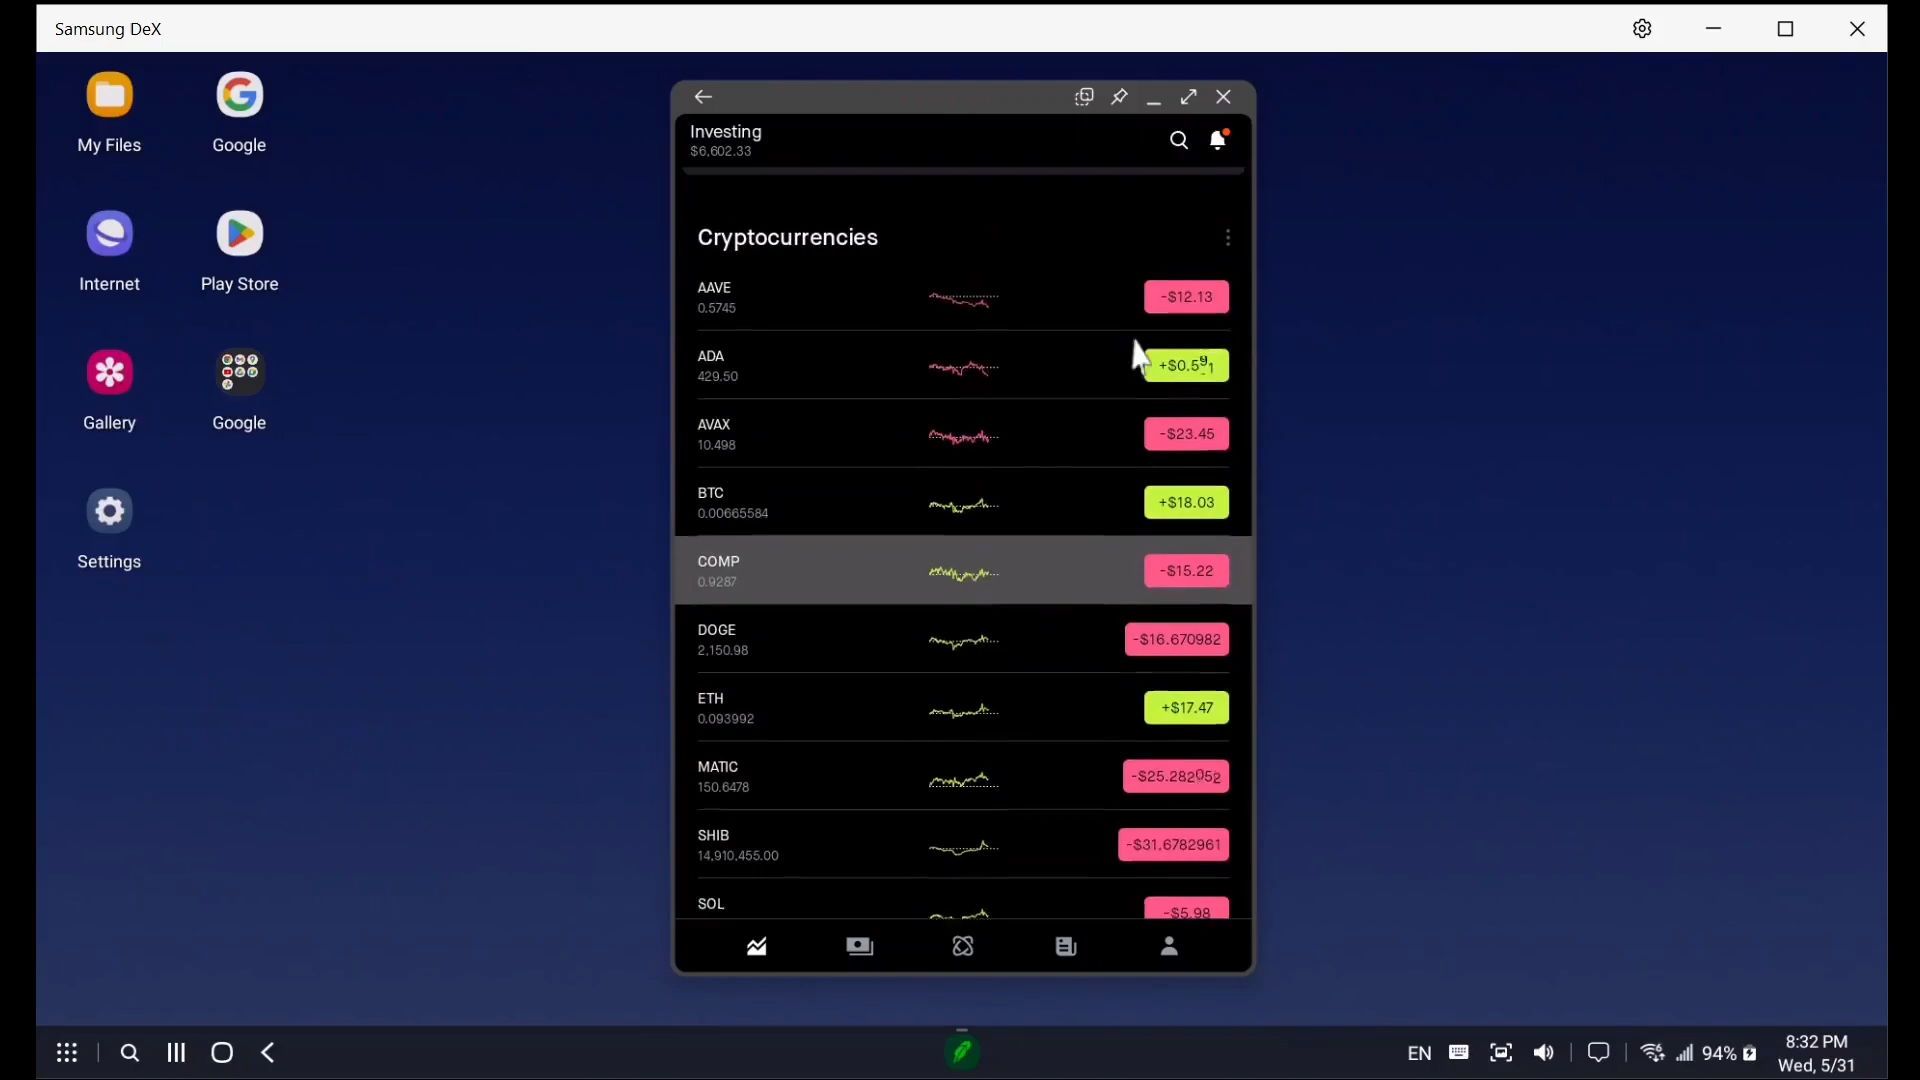 Samsung DeX
My Files
Google
Internet
Play Store
Gallery
Google
Settings
Investing
$6,602.33
Cryptocurrencies
AAVE
0.5745
-$12.13
ADA
429.50
AVAX
10.498
-$23.45
BTC
0.00665584
+$18.03
COMP
0.9287
-$15.22
DOGE
2,150.98
-$16.670982
ETH
0.093992
+$17.47
MATIC
150.6478
SHIB
14,910,455.00
-$31.6782961
SOL
-$5.98
EN
94%
8:32 PM
Wed, 5/31